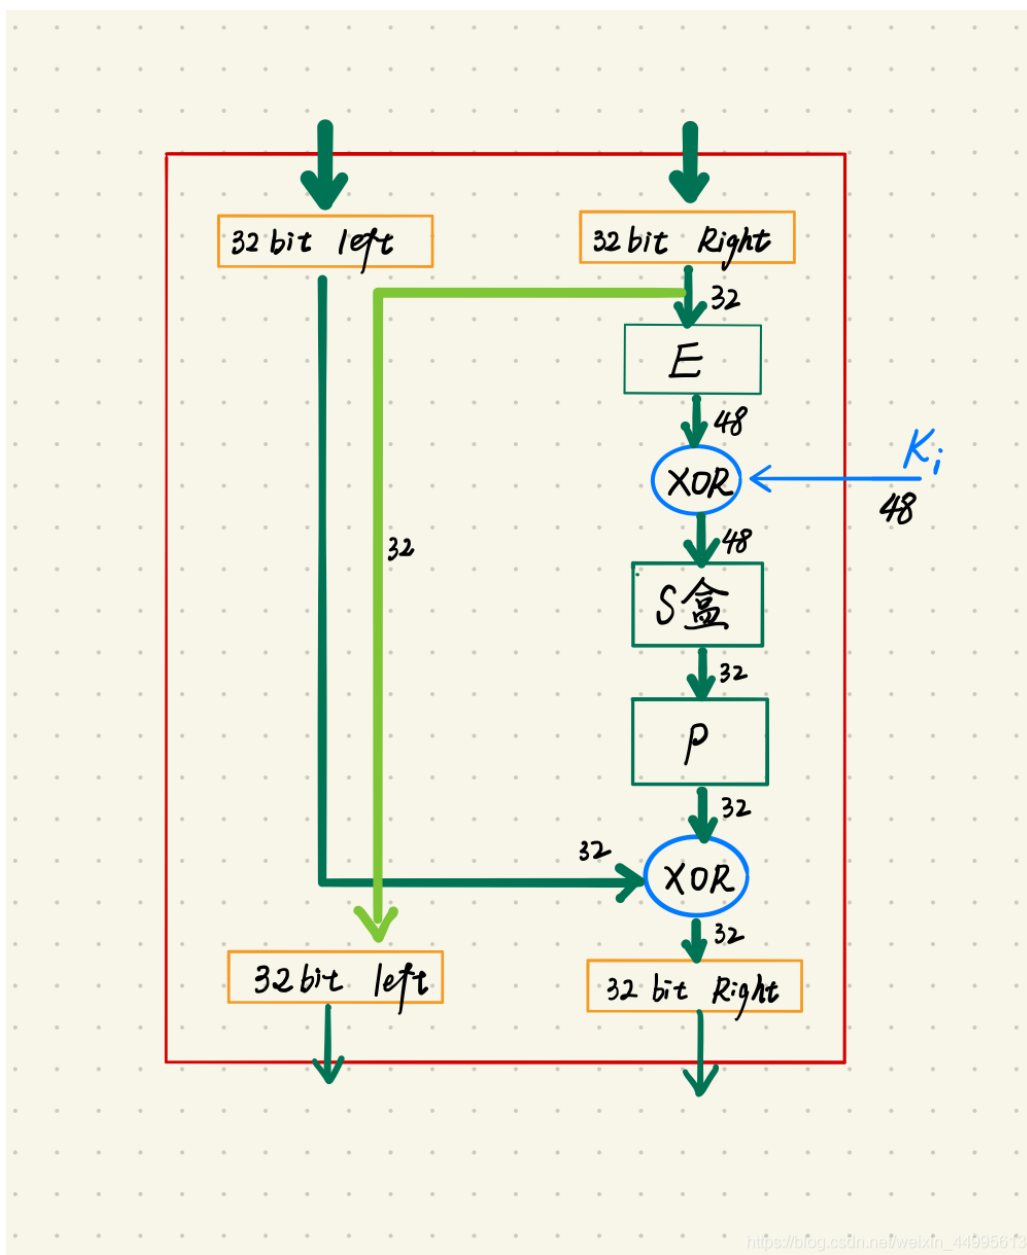 32 bit left
32 bit Right
32
E
48
XOR
Ki
48
48
32
S盒
32
P
32
32
XOR
32
32 bit left
32 bit Right
https://blog.csdn.net/weixin_44995613